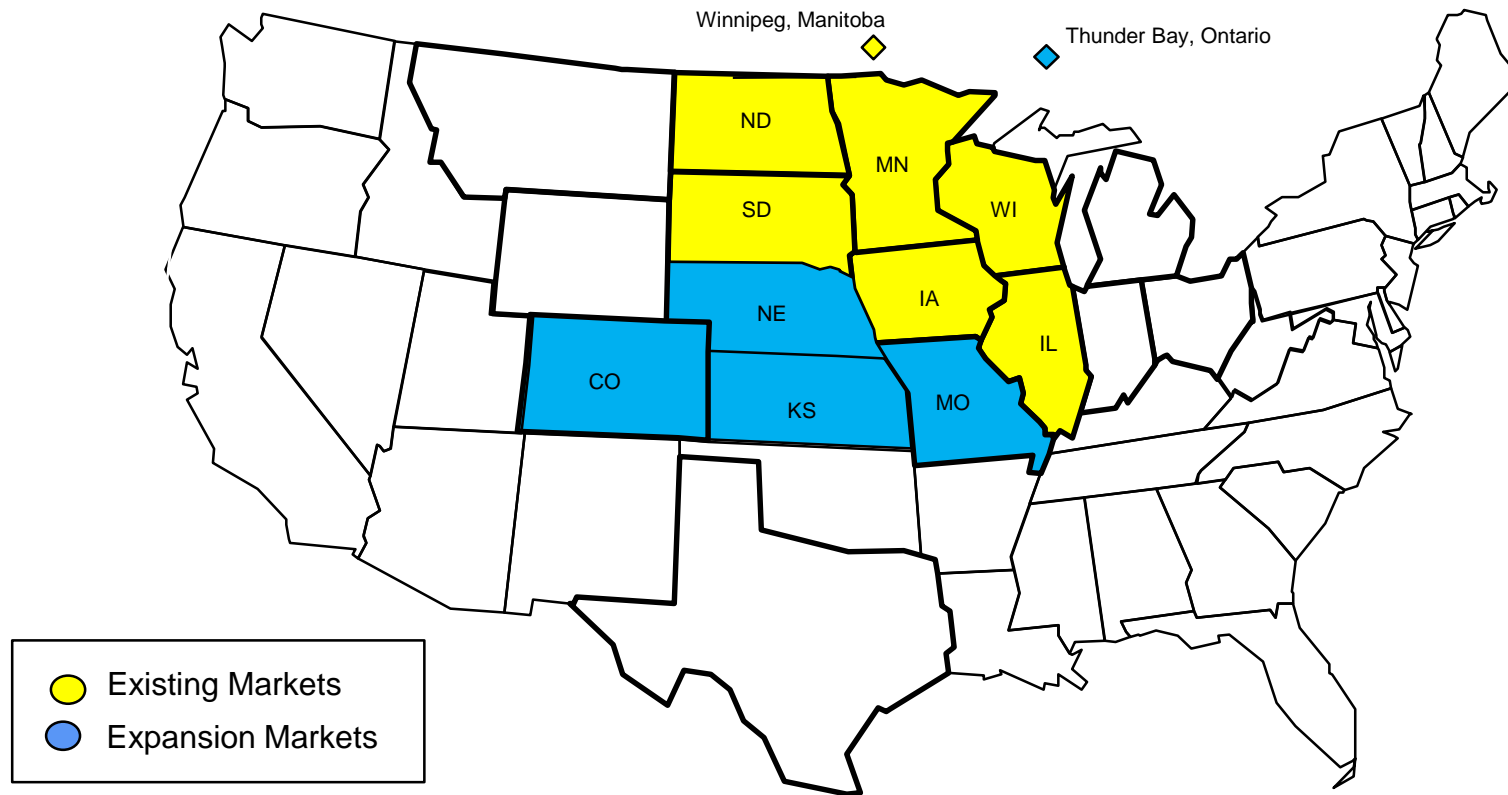 Winnipeg, Manitoba
Thunder Bay, Ontario
ND
MN
SD
WI
IA
NE
IL
CO
KS
MO
Existing Markets
Expansion Markets